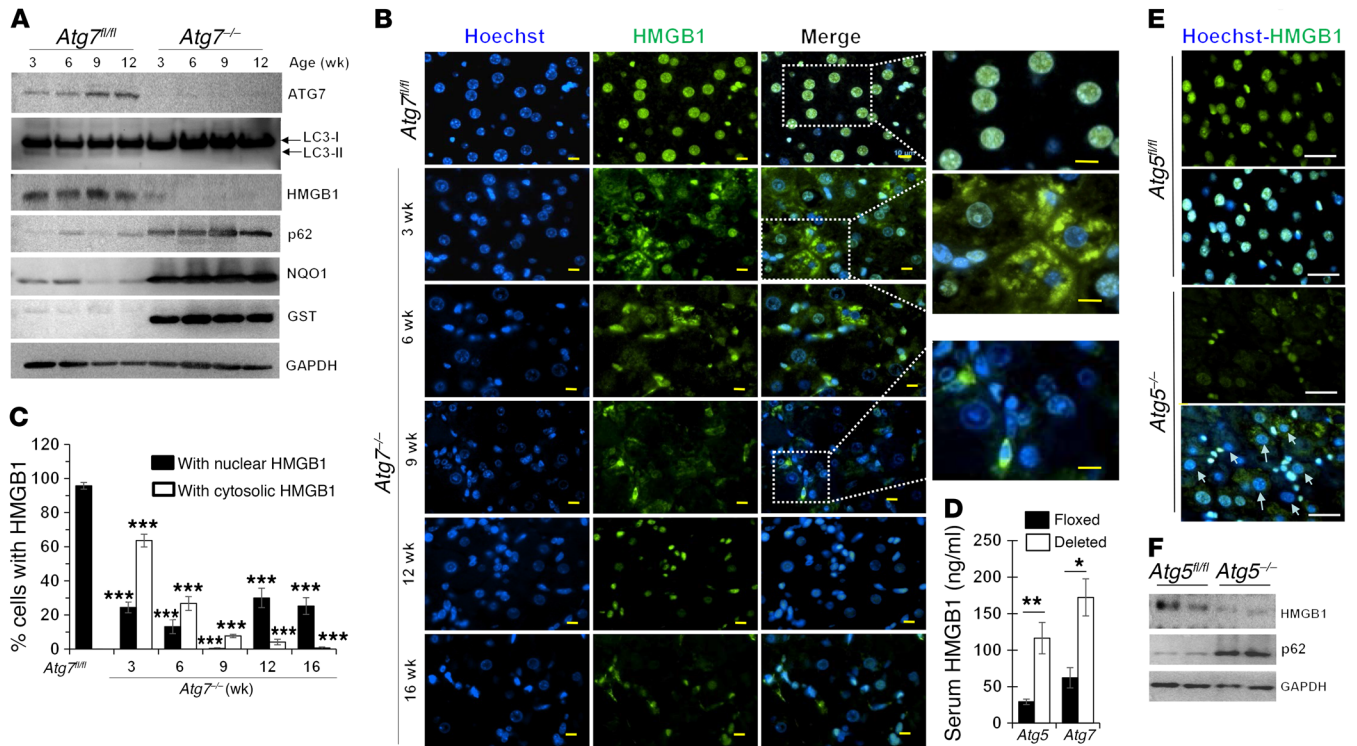 A
Atg7fl/fl Atg7–/–
3 6 9 12 3 6 9 12 Age (wk)
ATG7
LC3-I
LC3-II
HMGB1
p62
NQO1
GST
GAPDH
B
Hoechst HMGB1 Merge
Atg7fl/fl
10 µm
Atg7–/–
3 wk
6 wk
9 wk
12 wk
16 wk
C
% cells with HMGB1
120
100
80
60
40
20
0
With nuclear HMGB1
With cytosolic HMGB1
*** *** *** *** *** *** *** *** *** ***
Atg7fl/fl 3 6 9 12 16
Atg7–/– (wk)
D
Serum HMGB1 (ng/ml)
Floxed
Deleted
250
200
150
100
50
0
** *
Atg5 Atg7
E
Hoechst-HMGB1
Atg5fl/fl
Atg5–/–
F
Atg5fl/fl Atg5–/–
HMGB1
p62
GAPDH